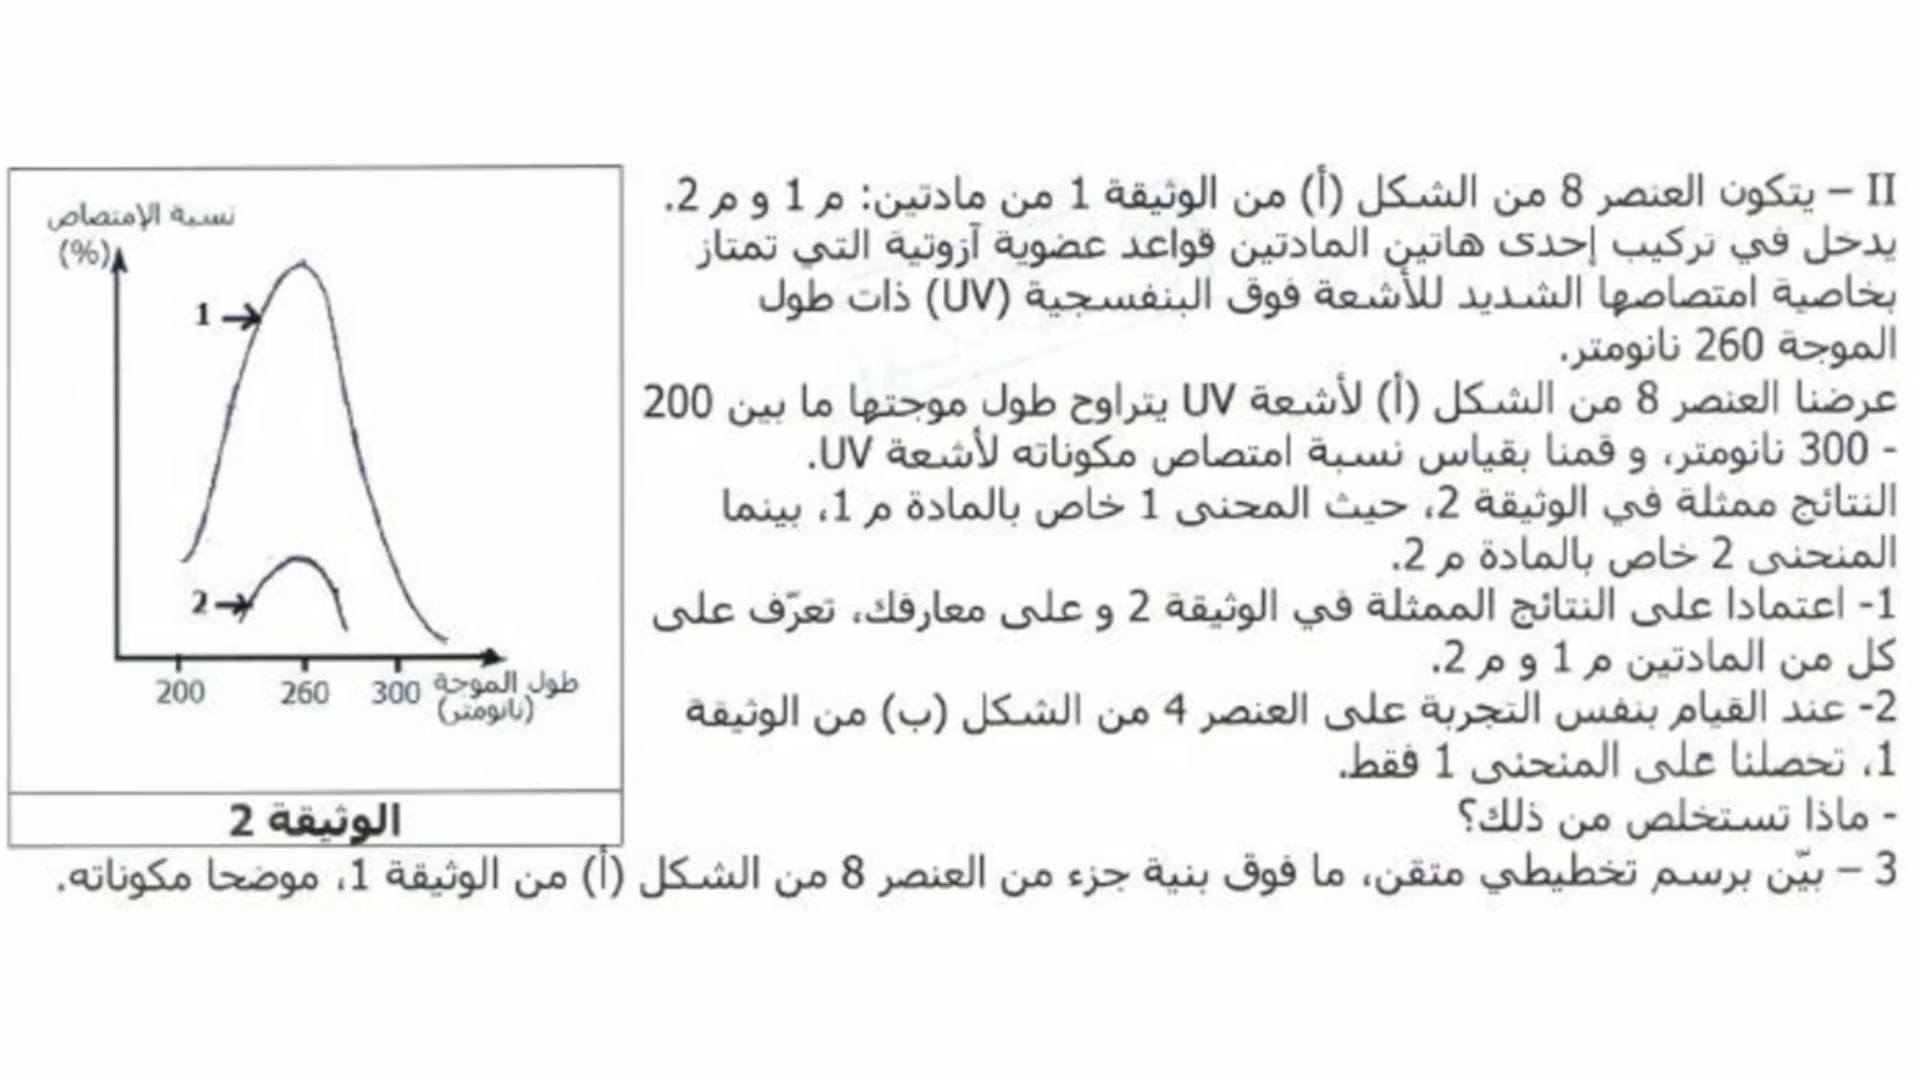 II – يتكون العنصر 8 من الشكل (أ) من الوثيقة 1 من مادتين: م 1 و م 2.
يدخل في تركيب إحدى هاتين المادتين قواعد عضوية آزوتية التي تمتاز
بخاصية امتصاصها الشديد للأشعة فوق البنفسجية (UV) ذات طول
الموجة 260 نانومتر.
عرضنا العنصر 8 من الشكل (أ) لأشعة UV يتراوح طول موجتها ما بين 200
- 300 نانومتر، و قمنا بقياس نسبة امتصاص مكوناته لأشعة UV.
النتائج ممثلة في الوثيقة 2، حيث المحنى 1 خاص بالمادة م 1، بينما
المنحنى 2 خاص بالمادة م 2.
1- اعتمادا على النتائج الممثلة في الوثيقة 2 و على معارفك، تعرّف على
كل من المادتين م 1 و م 2.
2- عند القيام بنفس التجربة على العنصر 4 من الشكل (ب) من الوثيقة
1، تحصلنا على المنحنى 1 فقط.
- ماذا تستخلص من ذلك؟
3 – بيّن برسم تخطيطي متقن، ما فوق بنية جزء من العنصر 8 من الشكل (أ) من الوثيقة 1، موضحا مكوناته.
نسبة الإمتصاص
(%)
1
2
200 260 300
طول الموجة
(نانومتر)
الوثيقة 2